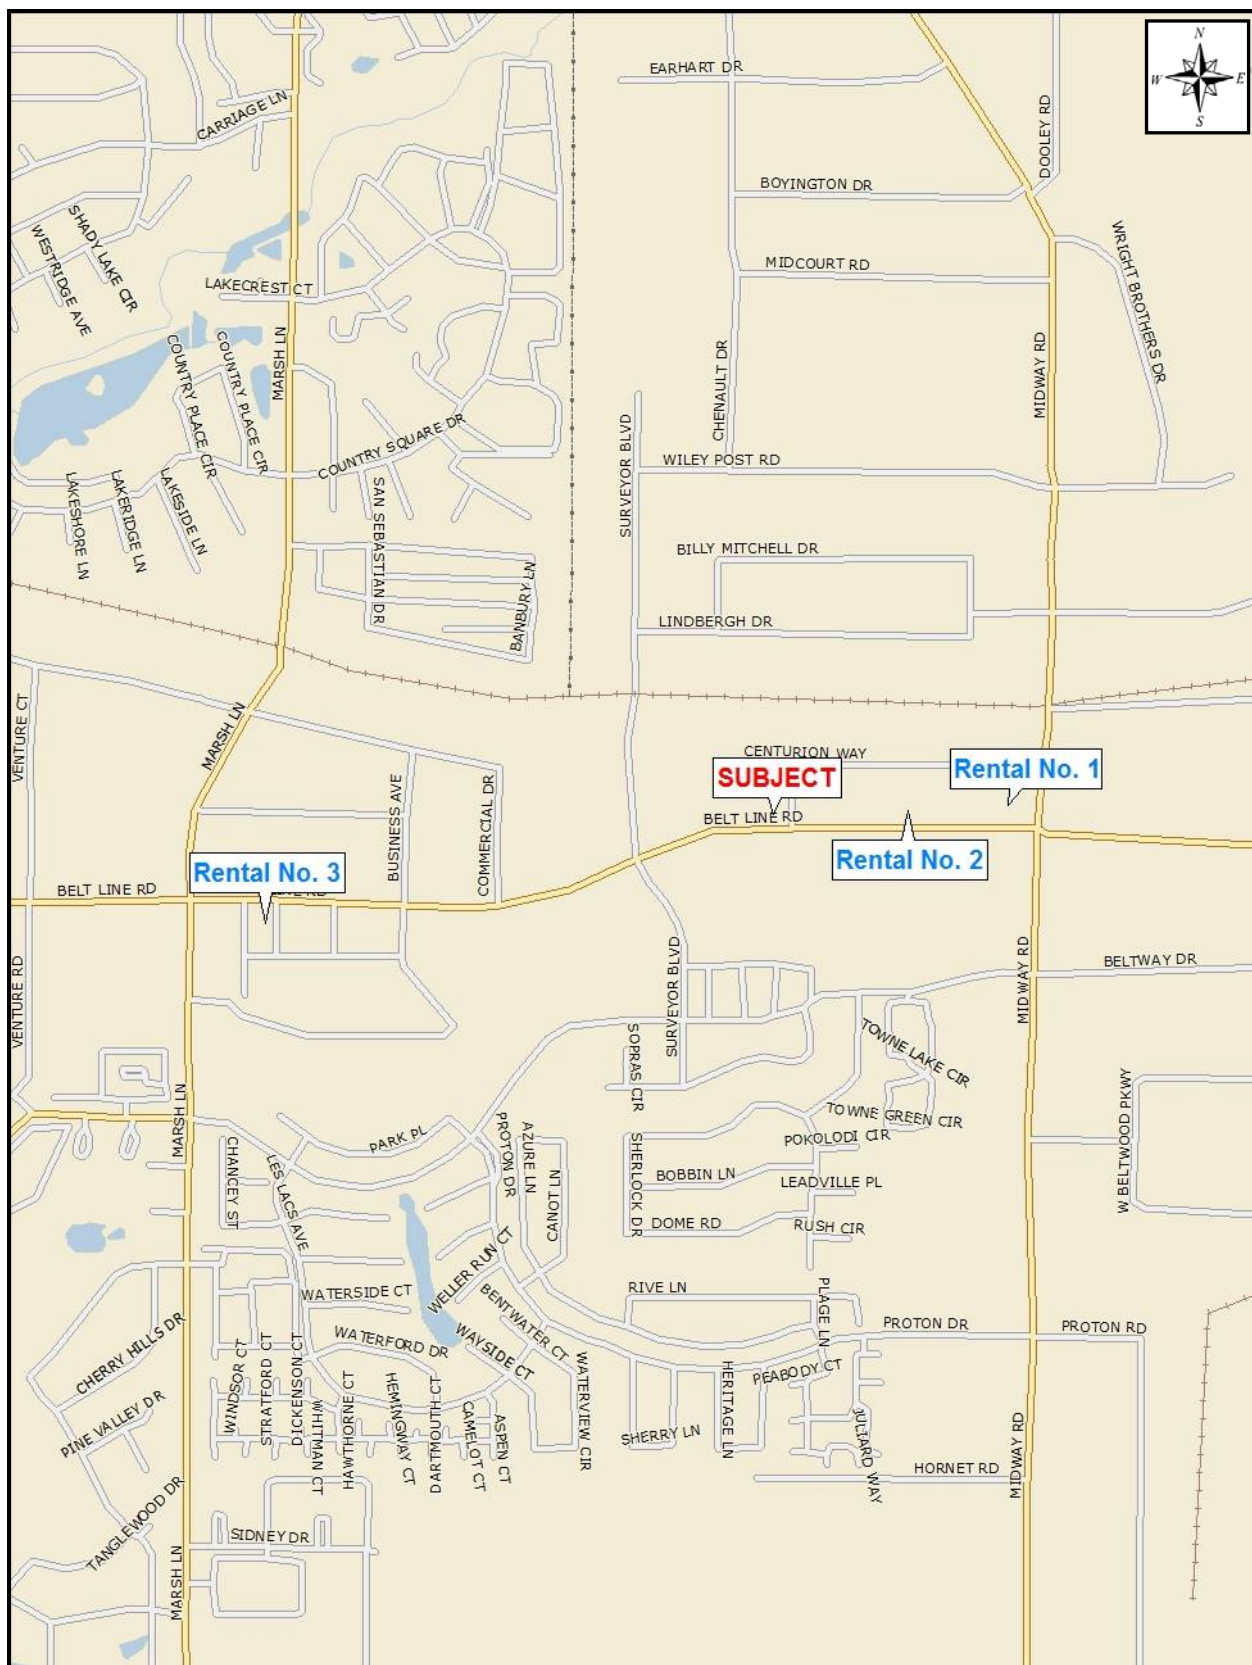 N
W
E
S
EARHART DR
CARRIAGE LN
DOOLEY RD
BOYINGTON DR
SHADY LAKE CIR
WESTRIDGE AVE
WRIGHT BROTHERS DR
MIDCOURT RD
LAKECREST CT
COUNTRY PLACE CIR
COUNTRY PLACE CIR
MARSH LN
CHENAULT DR
MIDWAY RD
SURVEYOR BLVD
COUNTRY SQUARE DR
WILEY POST RD
LAKESHORE LN
LAKERIDGE LN
LAKESIDE LN
SAN SEBASTIAN DR
BILLY MITCHELL DR
BANBURY LN
LINDBERGH DR
VENTURE CT
MARSH LN
CENTURION WAY
SUBJECT
Rental No. 1
BUSINESS AVE
COMMERCIAL DR
BELT LINE RD
Rental No. 2
Rental No. 3
BELT LINE RD
LINE RD
VENTURE RD
SURVEYOR BLVD
MIDWAY RD
BELTWAY DR
SOPRAS CIR
TOWNE LAKE CIR
W BELTWOOD PKWY
MARSH LN
PARK PL
PROTON DR
AZURE LN
CANOT LN
TOWNE GREEN CIR
POKOLODI CIR
CHANCEY ST
LES LACS AVE
SHERLOCK DR
BOBBIN LN
LEADVILLE PL
DOME RD
RUSH CIR
WELLER RUN CT
WATERSIDE CT
BENTWATER CT
RIVE LN
PLAGE LN
PROTON DR
PROTON RD
CHERRY HILLS DR
WATERFORD DR
WAYSIDE CT
WINDSOR CT
STRATFORD CT
DICKENSON CT
WHITMAN CT
HAWTHORNE CT
HEMINGWAY CT
DARTMOUTH CT
CAMELOT CT
ASPEN CT
WATERVIEW CIR
HERITAGE LN
PEABODY CT
PINE VALLEY DR
SHERRY LN
JULIARD WAY
HORNET RD
MIDWAY RD
TANGLEWOOD DR
SIDNEY DR
MARSH LN